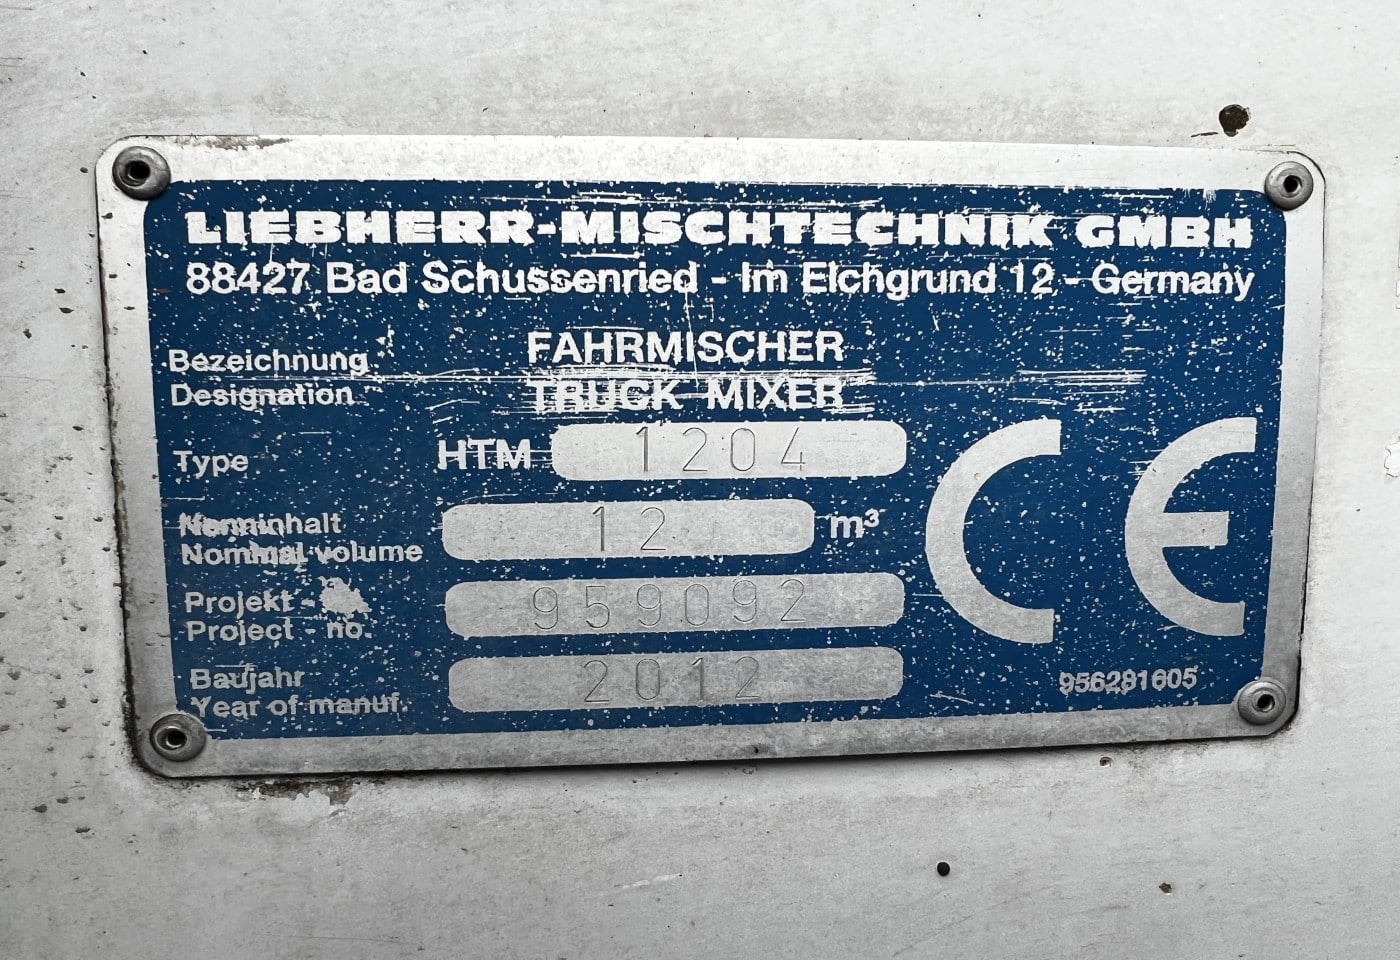 LIEBHERR-MISCHTECHNIK GMBH
88427 Bad Schussenried - Im Elchgrund 12 - Germany
Bezeichnung FAHRMISCHER
Designation TRUCK MIXER
Type HTM 1204
Nenninhalt
Nominal volume 12 m³
Projekt -
Project - no. 959092
Baujahr
Year of manuf. 2012
956281605
CE